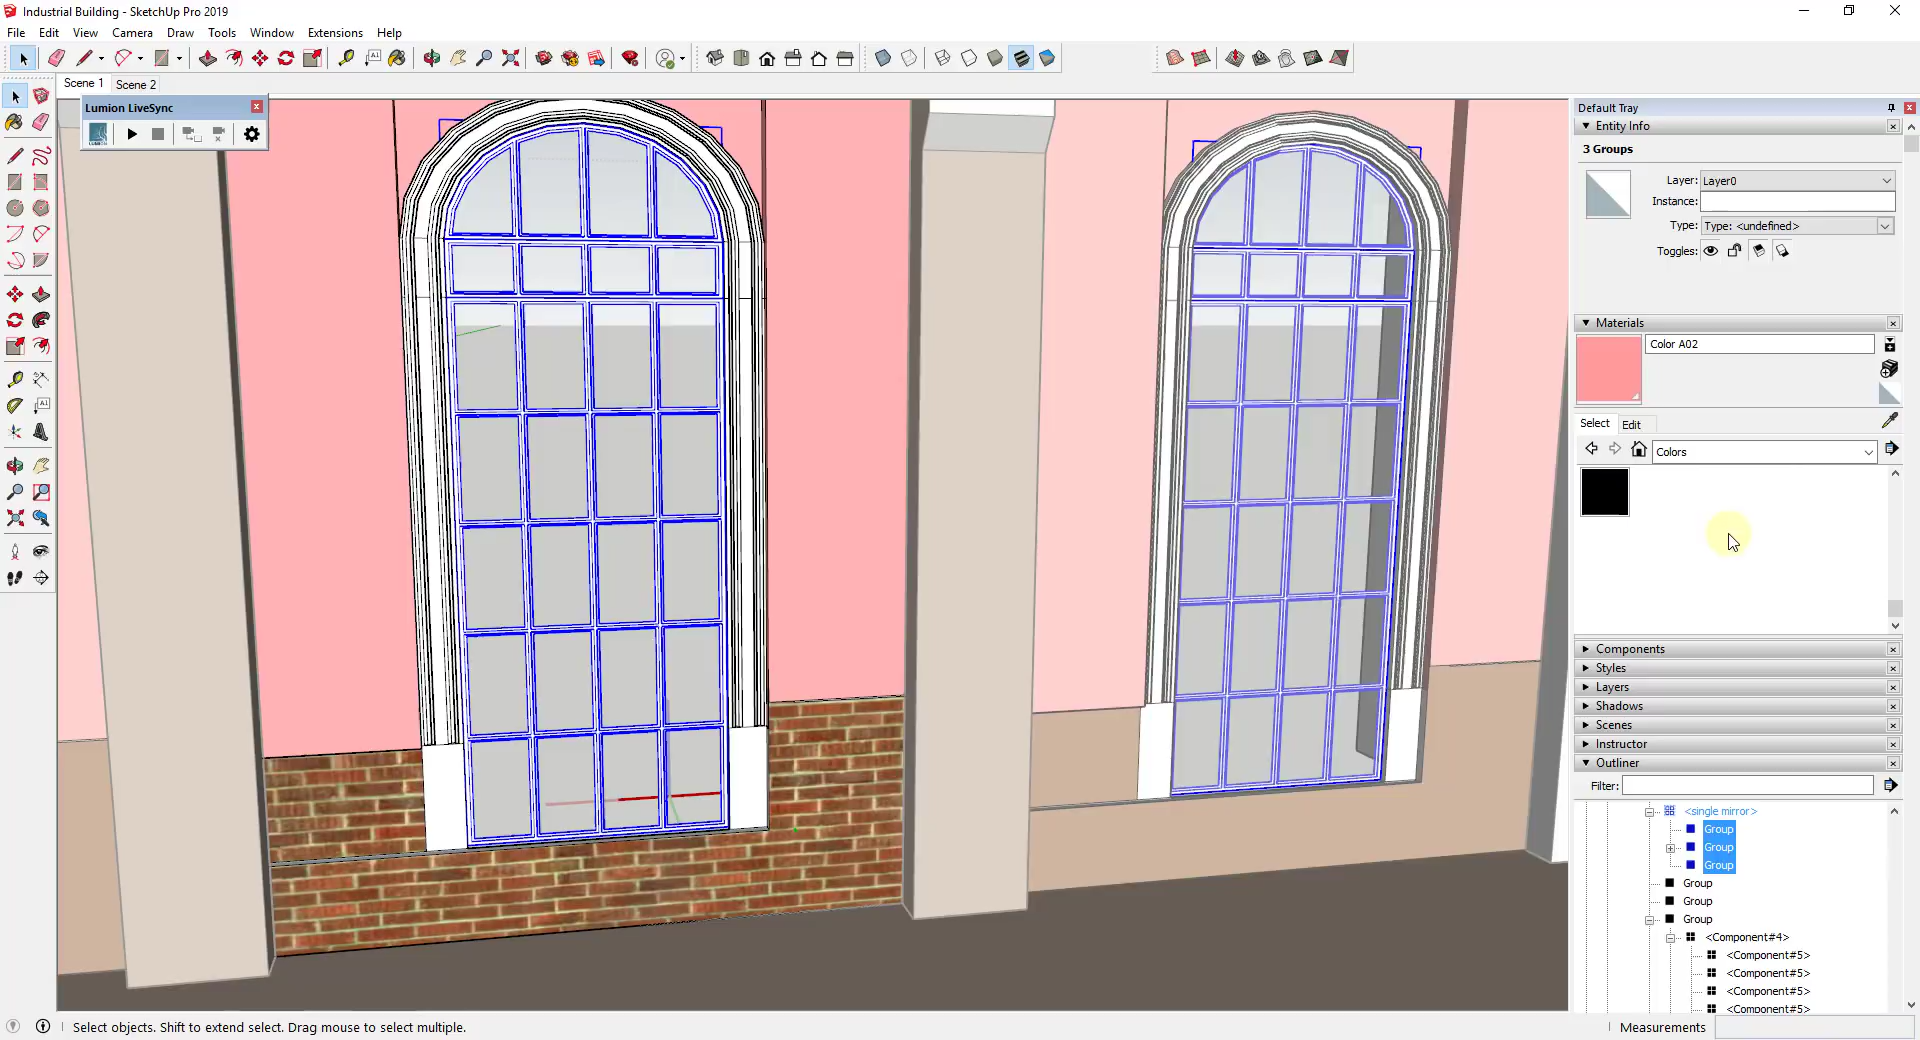 Industrial Building - SketchUp Pro 2019
File Edit View Camera Draw Tools Window Extensions Help
Scene 1 Scene 2
Lumion LiveSync
Default Tray
Entity Info
3 Groups
Layer: Layer0
Instance:
Type: Type: <undefined>
Toggles:
Materials
Color A02
Select Edit
Colors
Components
Styles
Layers
Shadows
Scenes
Instructor
Outliner
Filter:
<single mirror>
Group
Group
Group
Group
Group
Group
<Component#4>
<Component#5>
<Component#5>
<Component#5>
<Component#5>
Select objects. Shift to extend select. Drag mouse to select multiple.
Measurements